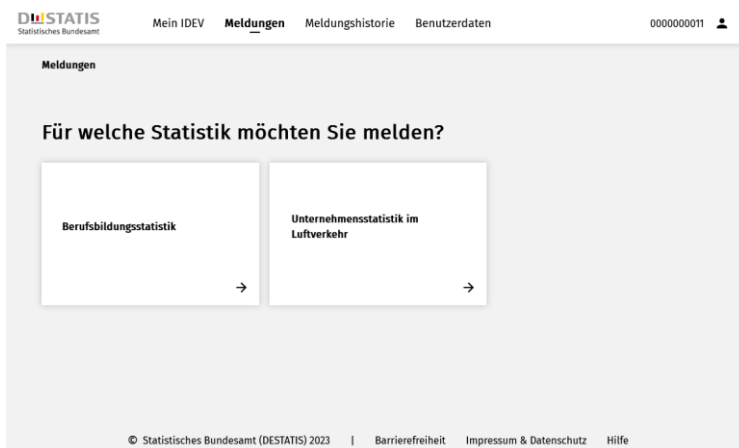 DESTATIS
Statistisches Bundesamt
Mein IDEV Meldungen Meldungshistorie Benutzerdaten 0000000011
Meldungen
Für welche Statistik möchten Sie melden?
Berufsbildungsstatistik
Unternehmensstatistik im
Luftverkehr
© Statistisches Bundesamt (DESTATIS) 2023 | Barrierefreiheit Impressum & Datenschutz Hilfe